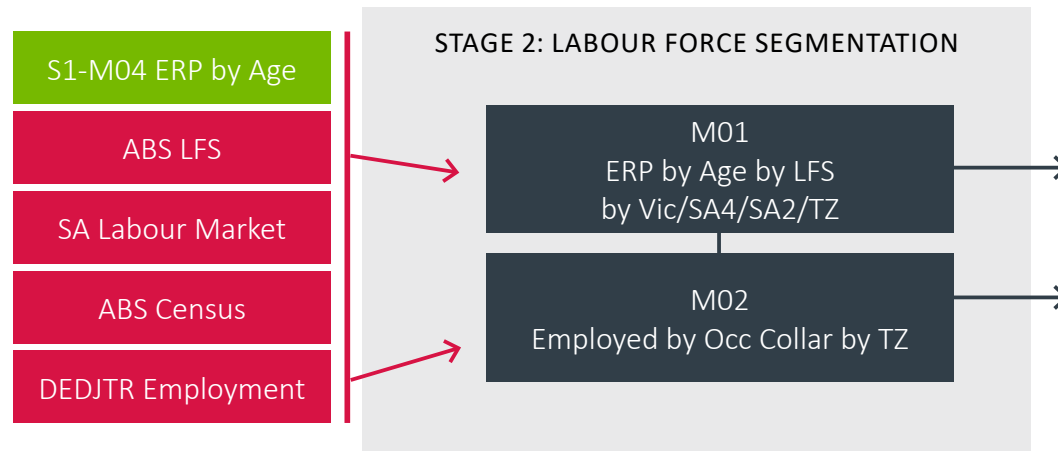 S1-M04 ERP by Age
ABS LFS
SA Labour Market
ABS Census
DEDJTR Employment
STAGE 2: LABOUR FORCE SEGMENTATION
M01
ERP by Age by LFS
by Vic/SA4/SA2/TZ
M02
Employed by Occ Collar by TZ